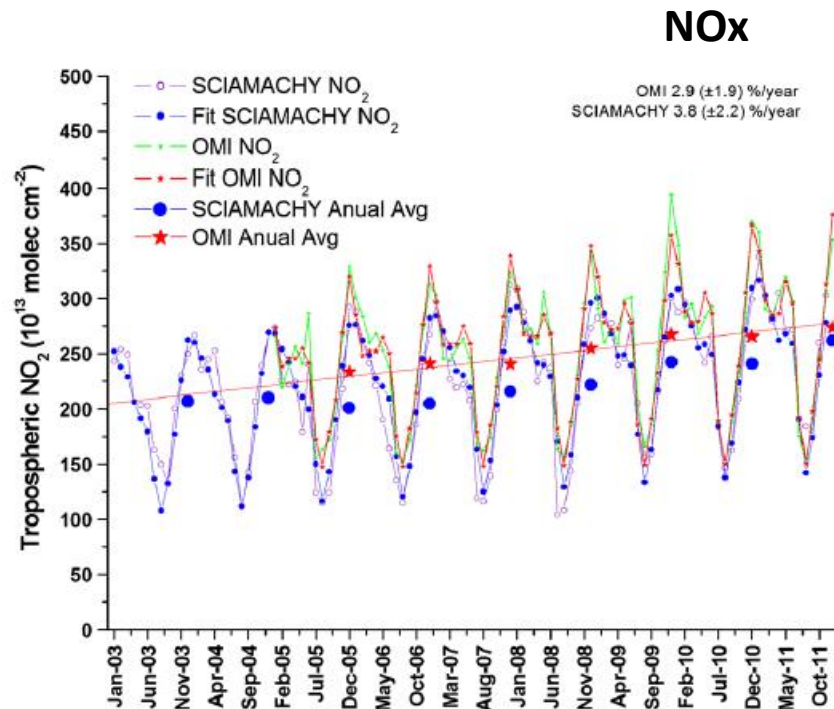 NOx
OMI 2.9 (±1.9) %/year
SCIAMACHY 3.8 (±2.2) %/year
SCIAMACHY NO2
Fit SCIAMACHY NO2
OMI NO2
Fit OMI NO2
SCIAMACHY Anual Avg
OMI Anual Avg
Tropospheric NO2 (10^13 molec cm^-2)
500
450
400
350
300
250
200
150
100
50
0
Jan-03
Jun-03
Nov-03
Apr-04
Sep-04
Feb-05
Jul-05
Dec-05
May-06
Oct-06
Mar-07
Aug-07
Jan-08
Jun-08
Nov-08
Apr-09
Sep-09
Feb-10
Jul-10
Dec-10
May-11
Oct-11